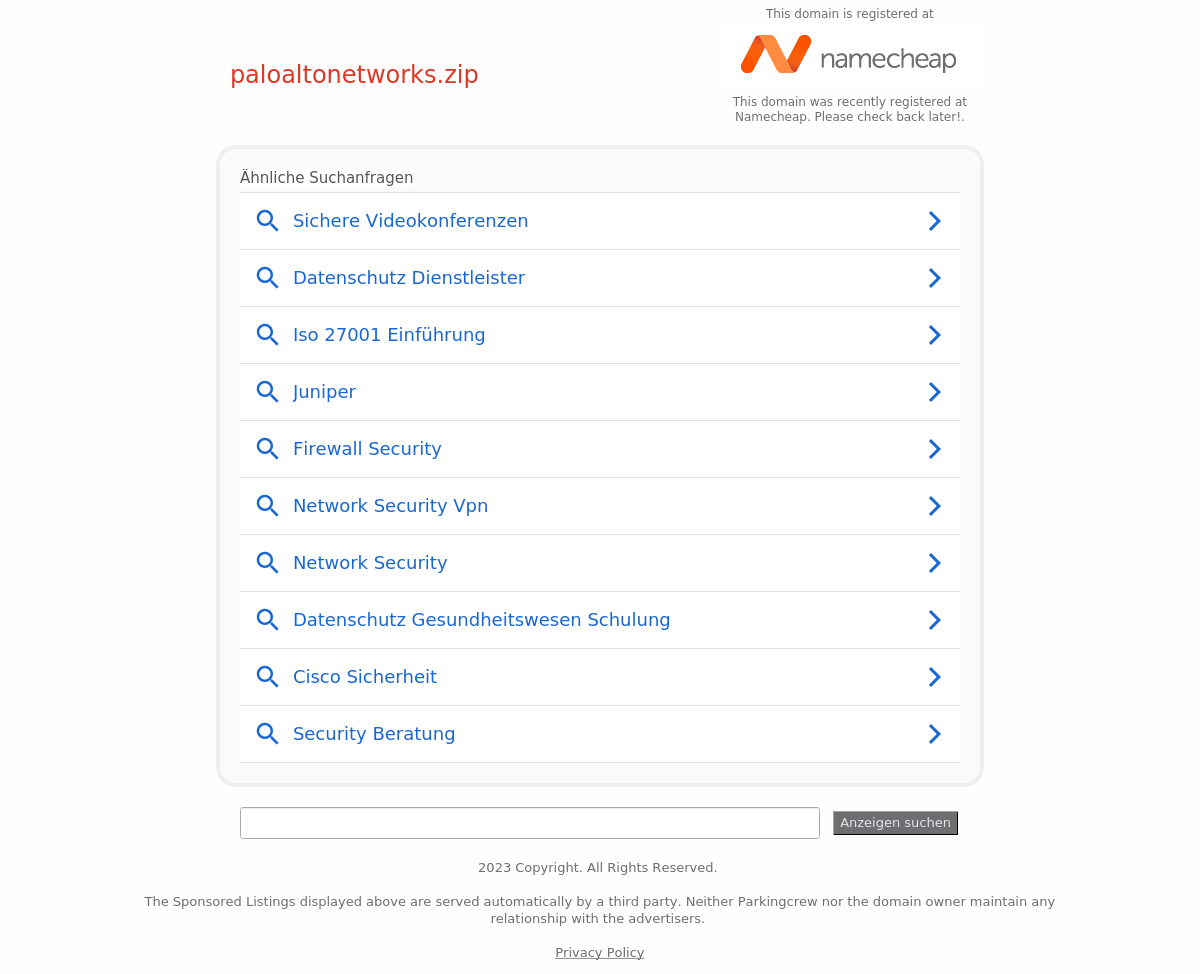 This domain is registered at
namecheap
paloaltonetworks.zip
This domain was recently registered at
Namecheap. Please check back later!.
Ähnliche Suchanfragen
Sichere Videokonferenzen
Datenschutz Dienstleister
Iso 27001 Einführung
Juniper
Firewall Security
Network Security Vpn
Network Security
Datenschutz Gesundheitswesen Schulung
Cisco Sicherheit
Security Beratung
Anzeigen suchen
2023 Copyright. All Rights Reserved.
The Sponsored Listings displayed above are served automatically by a third party. Neither Parkingcrew nor the domain owner maintain any
relationship with the advertisers.
Privacy Policy